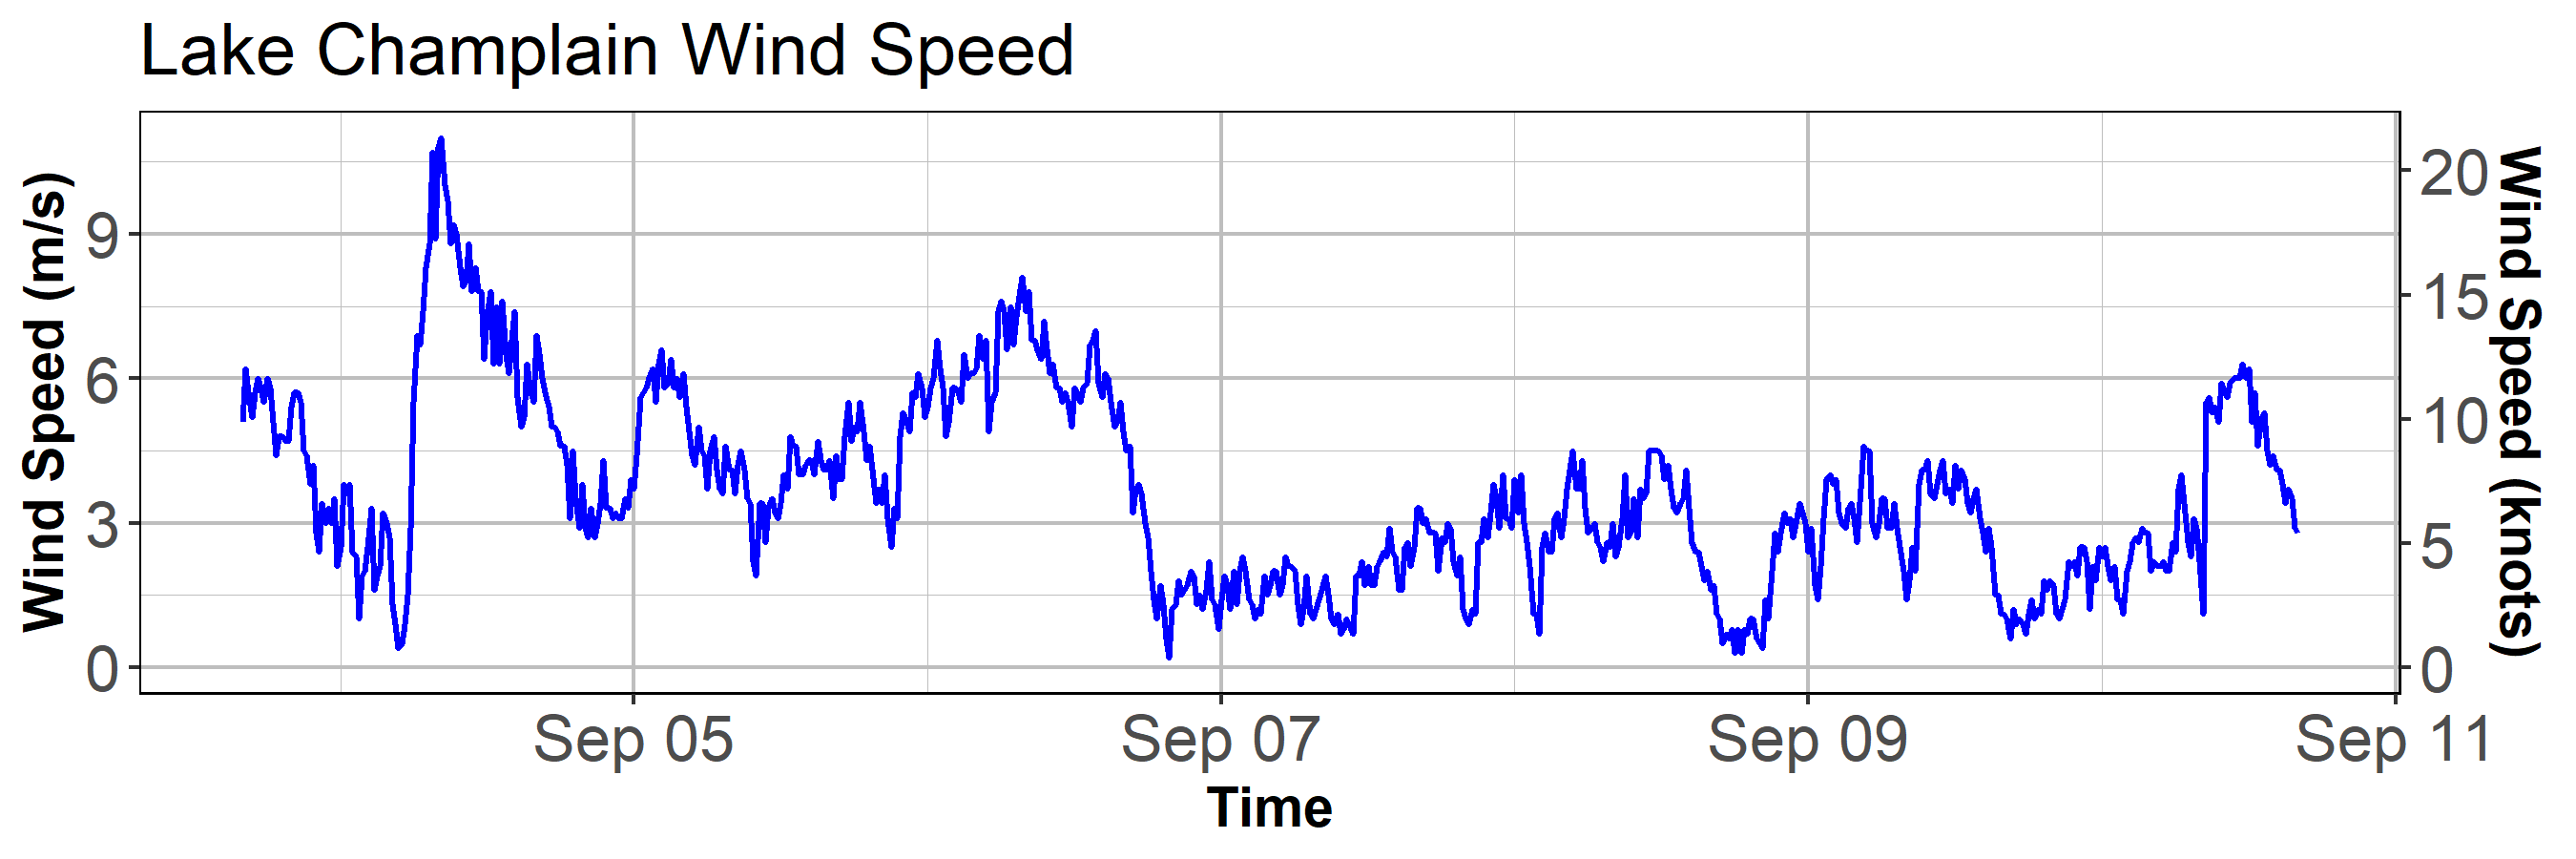 Lake Champlain Wind Speed
Wind Speed (m/s)
9
6
3
0
20
15
10
5
0
Wind Speed (knots)
Sep 05
Sep 07
Sep 09
Sep 11
Time